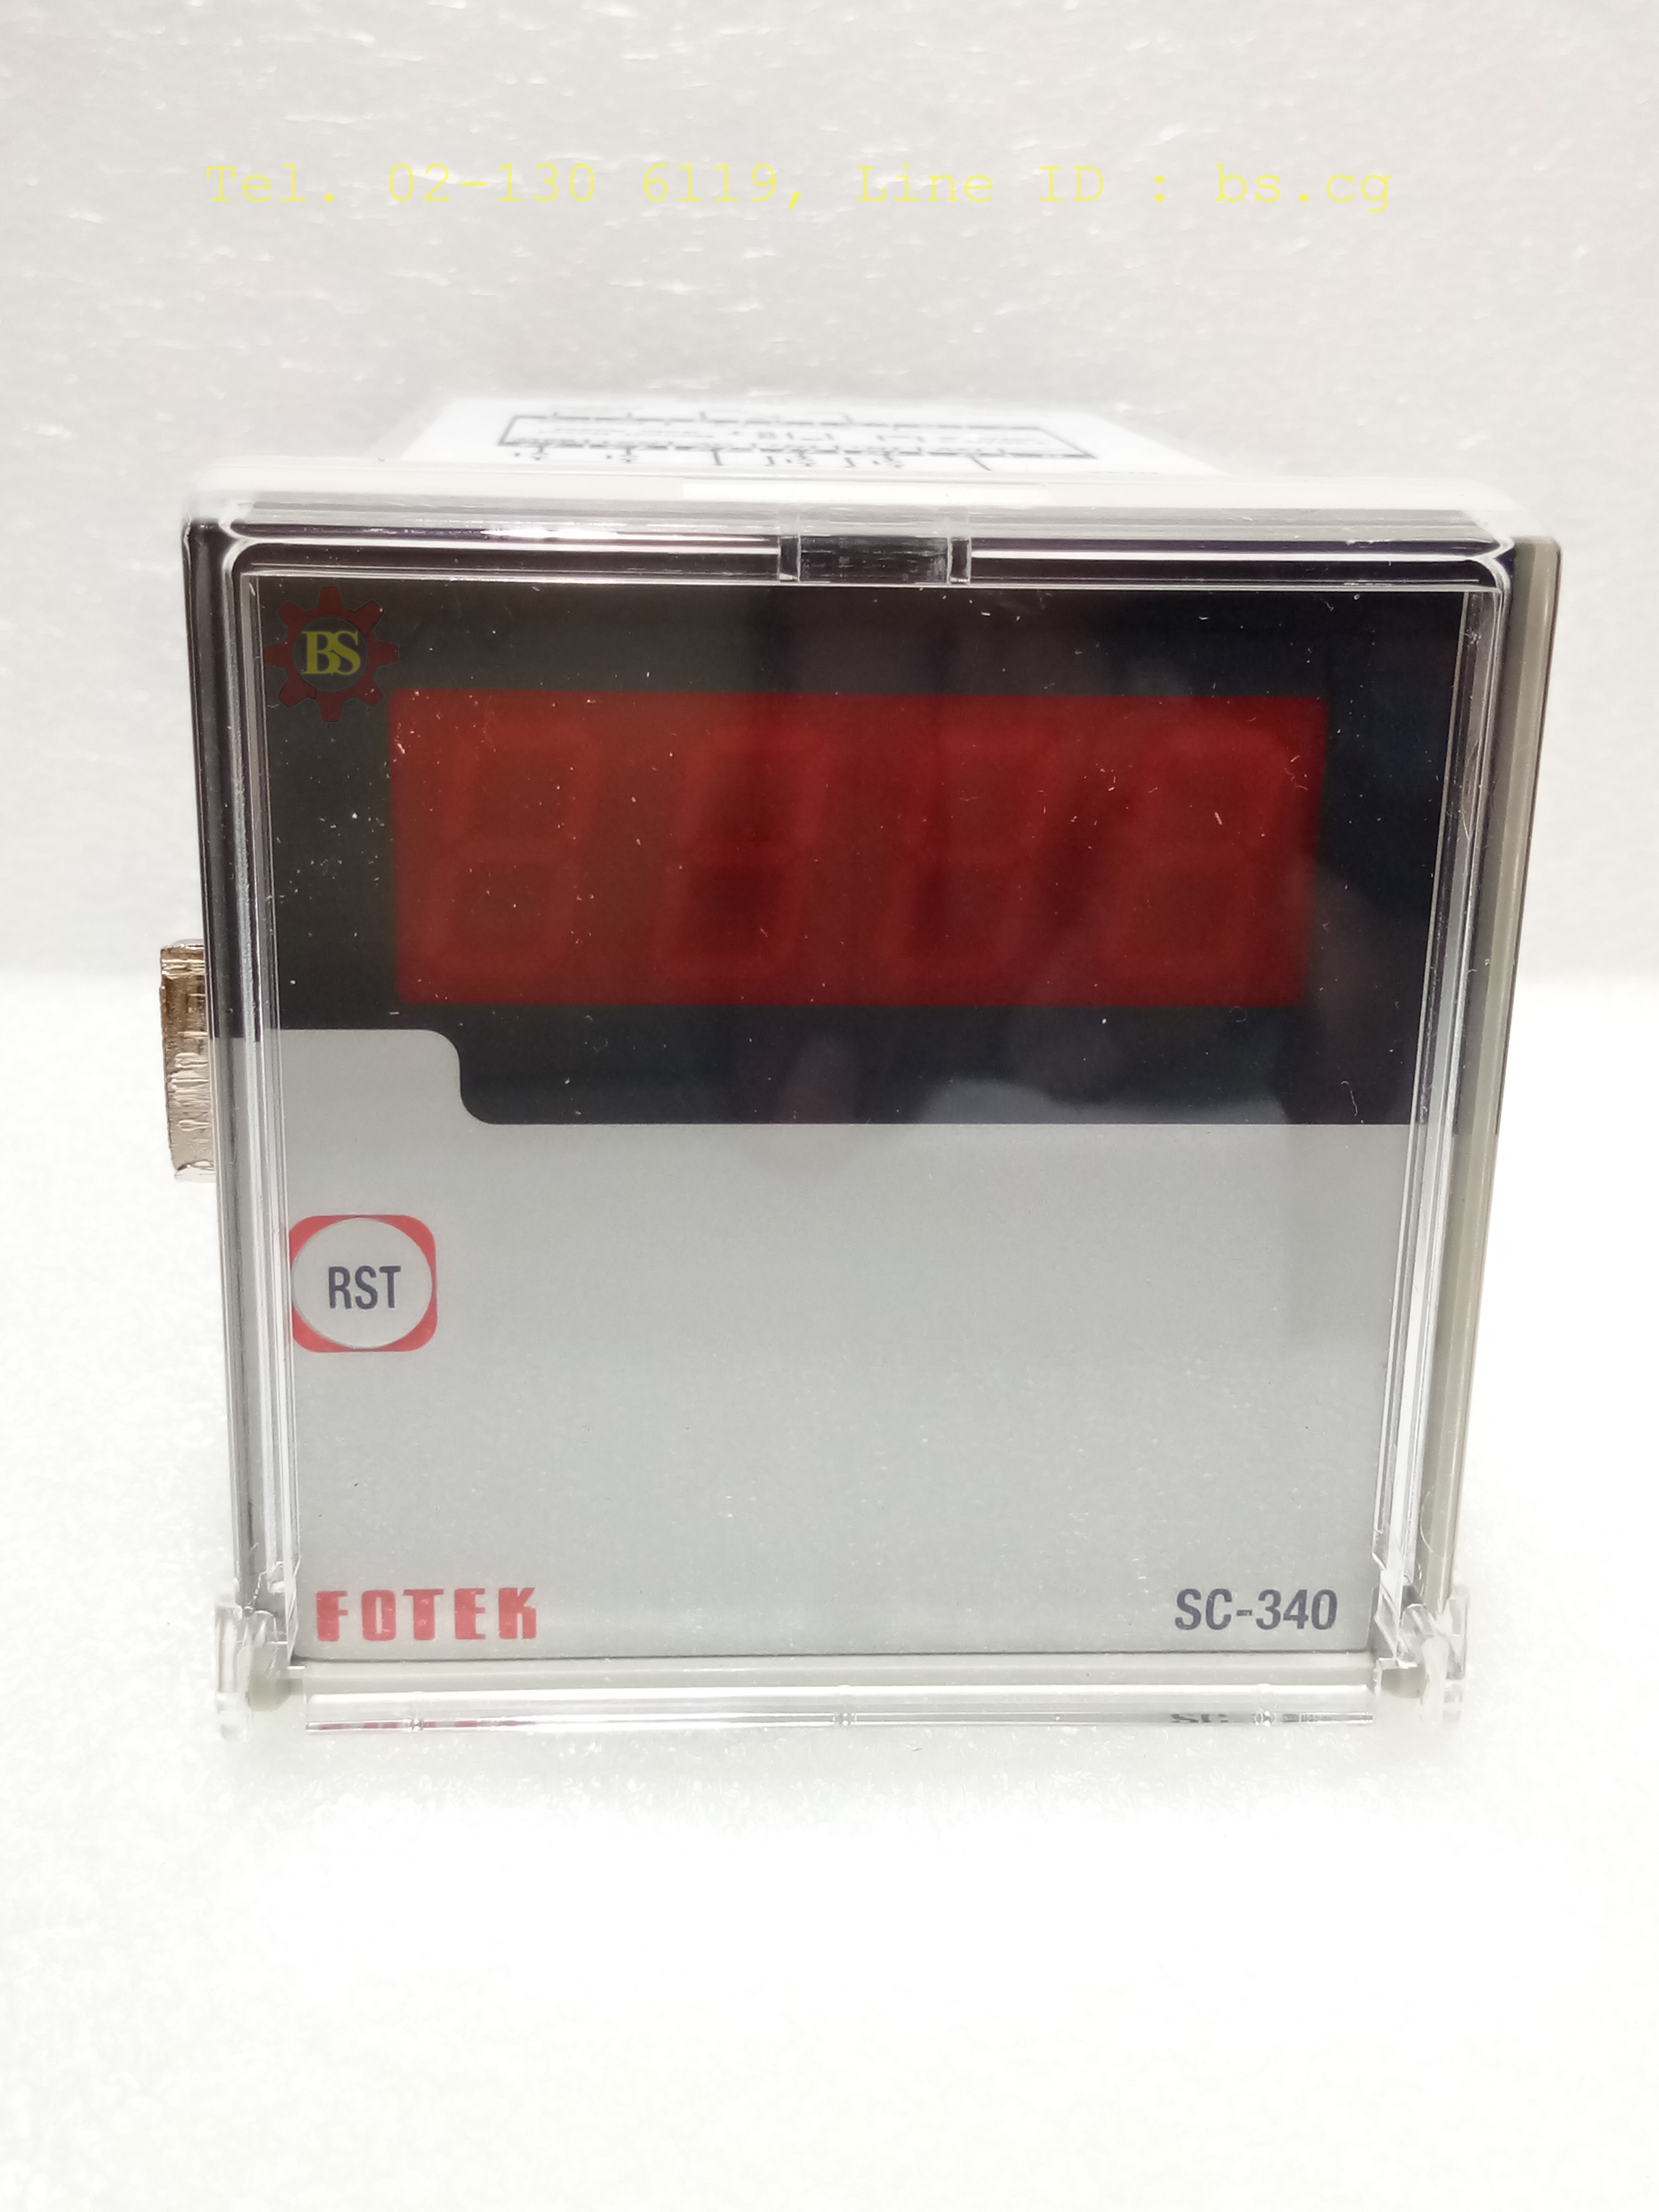 Tel. 02-130 6119, Line ID : bs.cg
BS
RST
FOTEK
SC-340